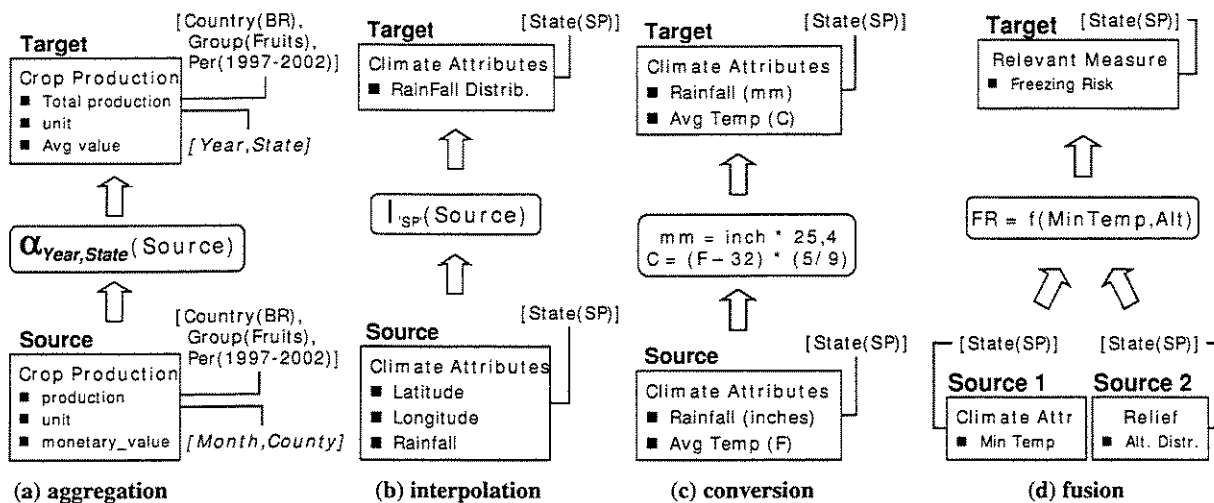 [Country(BR),
Group(Fruits),
Per(1997-2002)]
Target
Crop Production
■ Total production
■ unit
■ Avg value
[Year,State]
αYear,State(Source)
[Country(BR),
Group(Fruits),
Per(1997-2002)]
Source
Crop Production
■ production
■ unit
■ monetary_value
[Month,County]
(a) aggregation
[State(SP)]
Target
Climate Attributes
■ RainFall Distrib.
I'SP'(Source)
[State(SP)]
Source
Climate Attributes
■ Latitude
■ Longitude
■ Rainfall
(b) interpolation
[State(SP)]
Target
Climate Attributes
■ Rainfall (mm)
■ Avg Temp (C)
mm = inch * 25,4
C = (F-32) * (5/9)
[State(SP)]
Source
Climate Attributes
■ Rainfall (inches)
■ Avg Temp (F)
(c) conversion
[State(SP)]
Target
Relevant Measure
■ Freezing Risk
FR = f(MinTemp,Alt)
[State(SP)]
Source 1
Climate Attr
■ Min Temp
[State(SP)]
Source 2
Relief
■ Alt. Distr.
(d) fusion